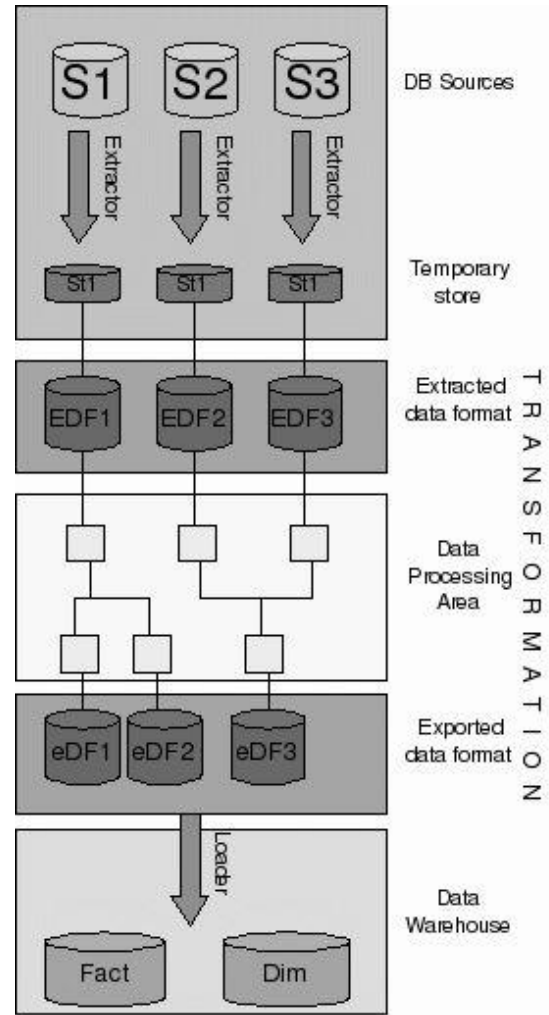 S1 S2 S3
DB Sources
Extractor Extractor Extractor
St1 St1 St1
Temporary
store
EDF1 EDF2 EDF3
Extracted
data format
TRANSFORMATION
Data
Processing
Area
eDF1 eDF2 eDF3
Exported
data format
Loader
Data
Warehouse
Fact Dim